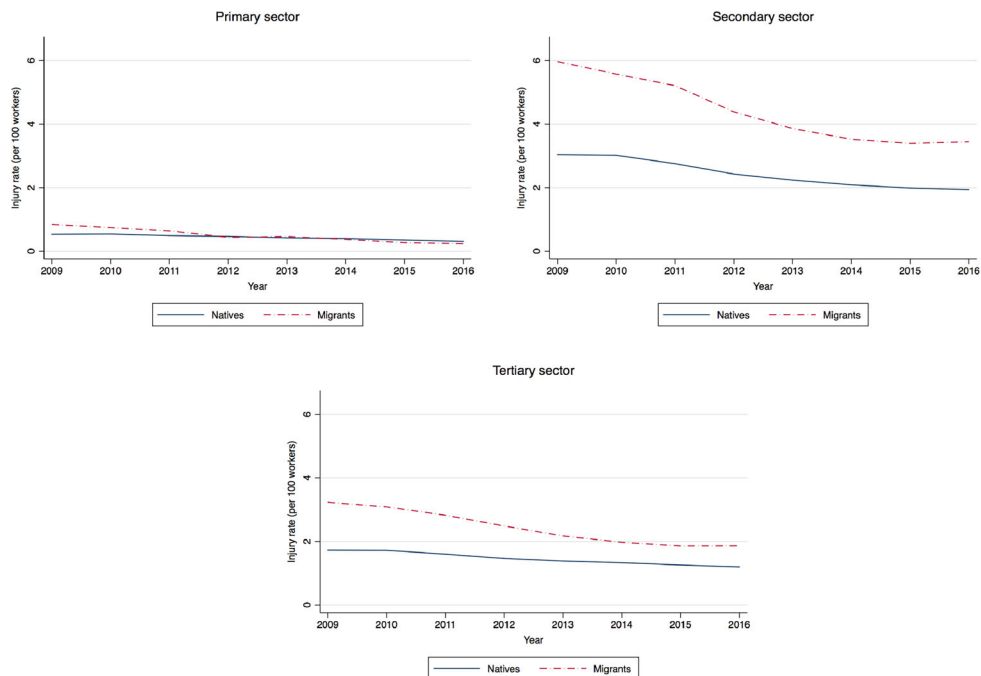 Primary sector
Injury rate (per 100 workers)
6
4
2
0
2009 2010 2011 2012 2013 2014 2015 2016
Year
Natives Migrants
Secondary sector
Injury rate (per 100 workers)
6
4
2
0
2009 2010 2011 2012 2013 2014 2015 2016
Year
Natives Migrants
Tertiary sector
Injury rate (per 100 workers)
6
4
2
0
2009 2010 2011 2012 2013 2014 2015 2016
Year
Natives Migrants